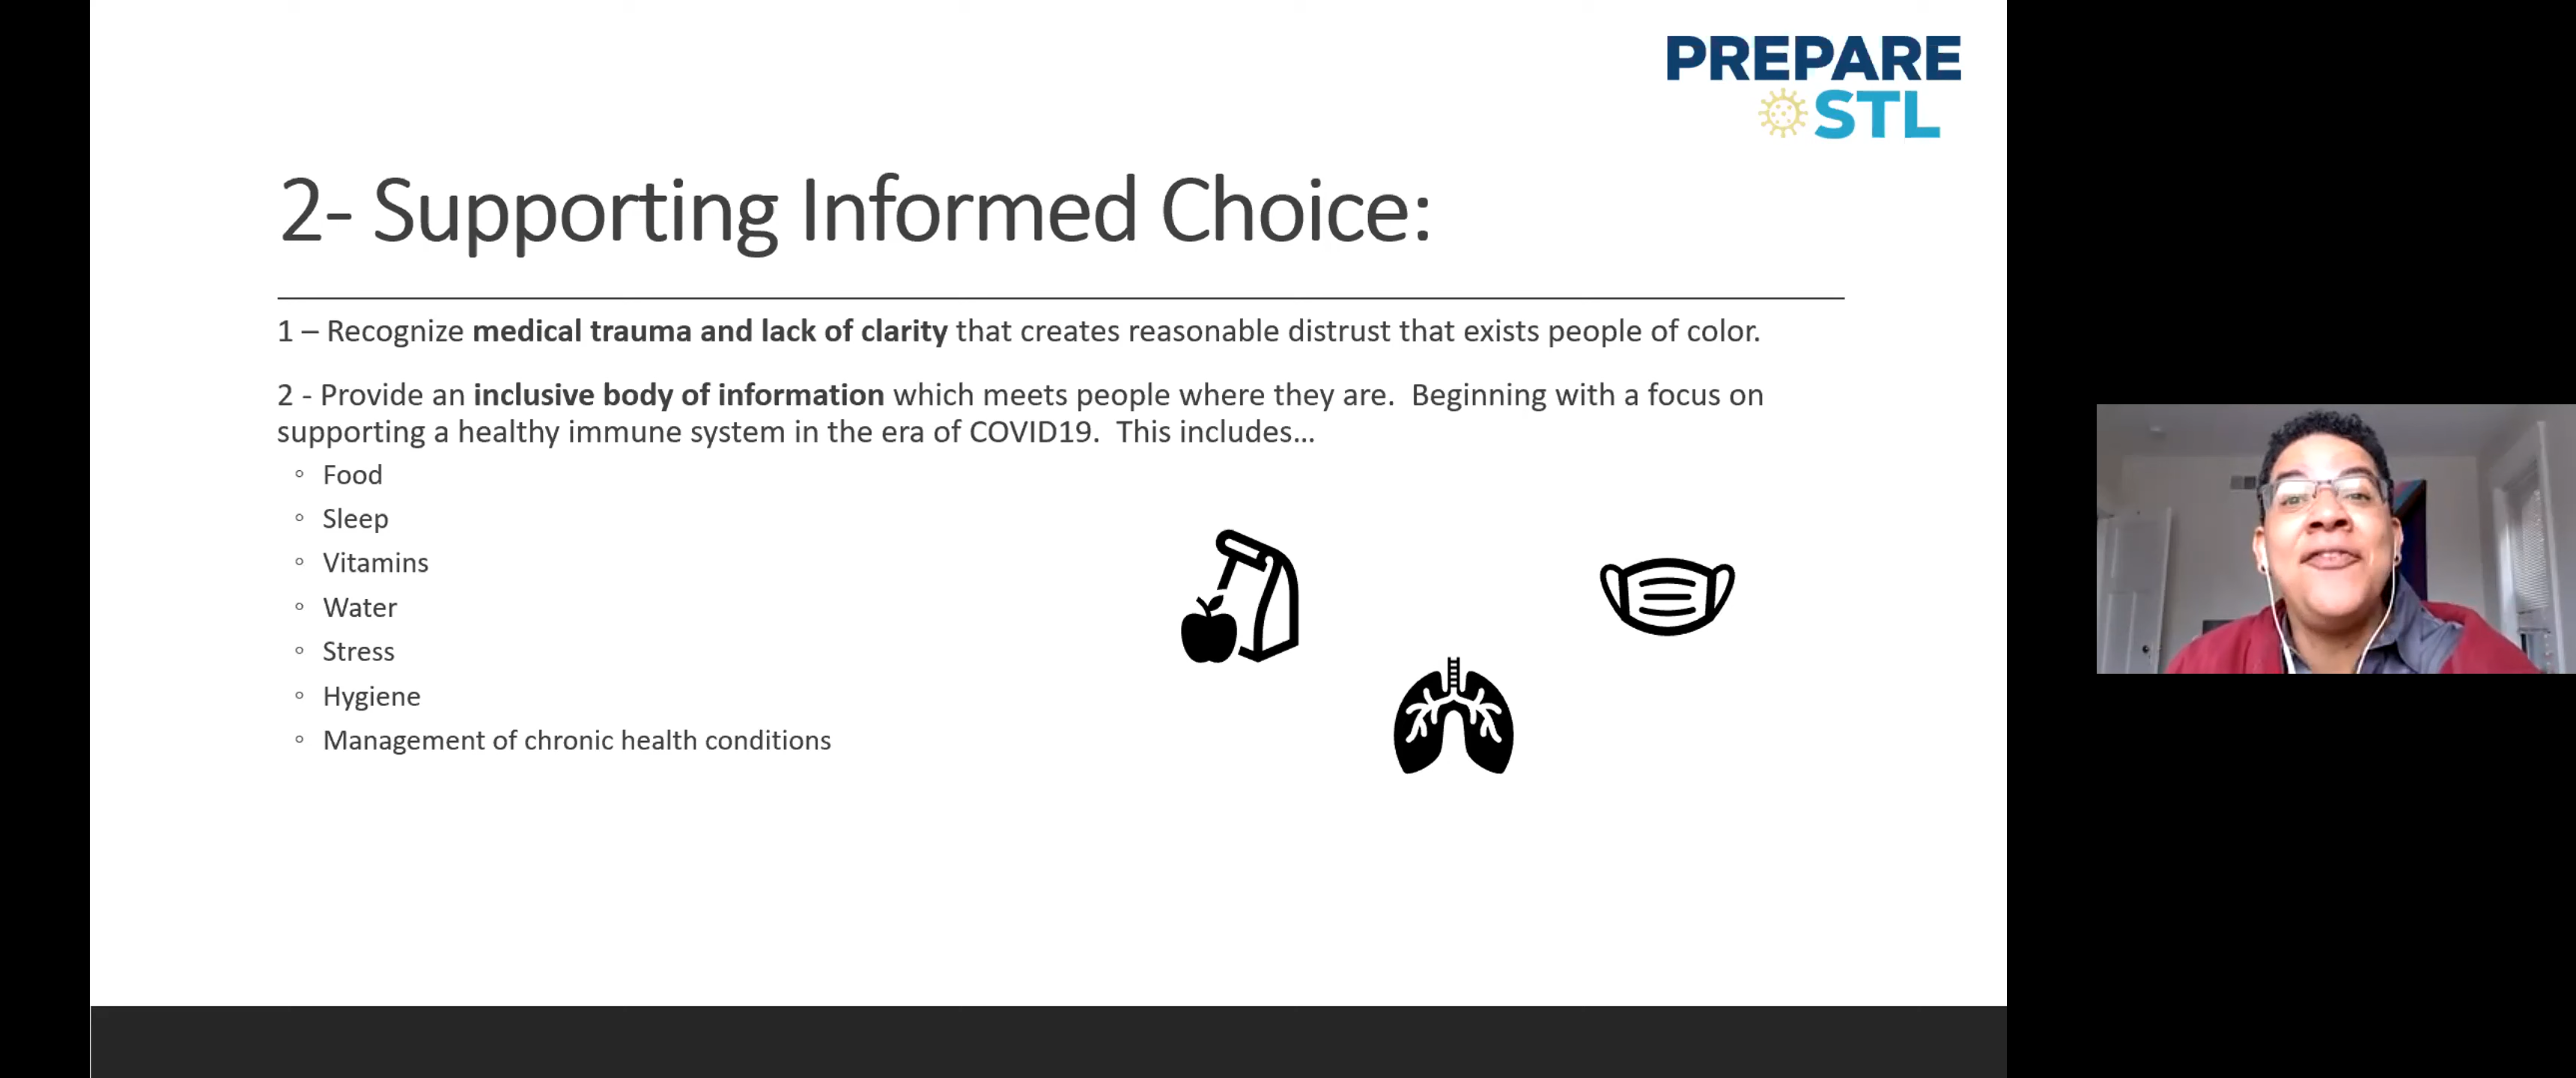 PREPARE
STL
2- Supporting Informed Choice:
1 – Recognize medical trauma and lack of clarity that creates reasonable distrust that exists people of color.
2 - Provide an inclusive body of information which meets people where they are.  Beginning with a focus on
supporting a healthy immune system in the era of COVID19.  This includes…
◦ Food
◦ Sleep
◦ Vitamins
◦ Water
◦ Stress
◦ Hygiene
◦ Management of chronic health conditions